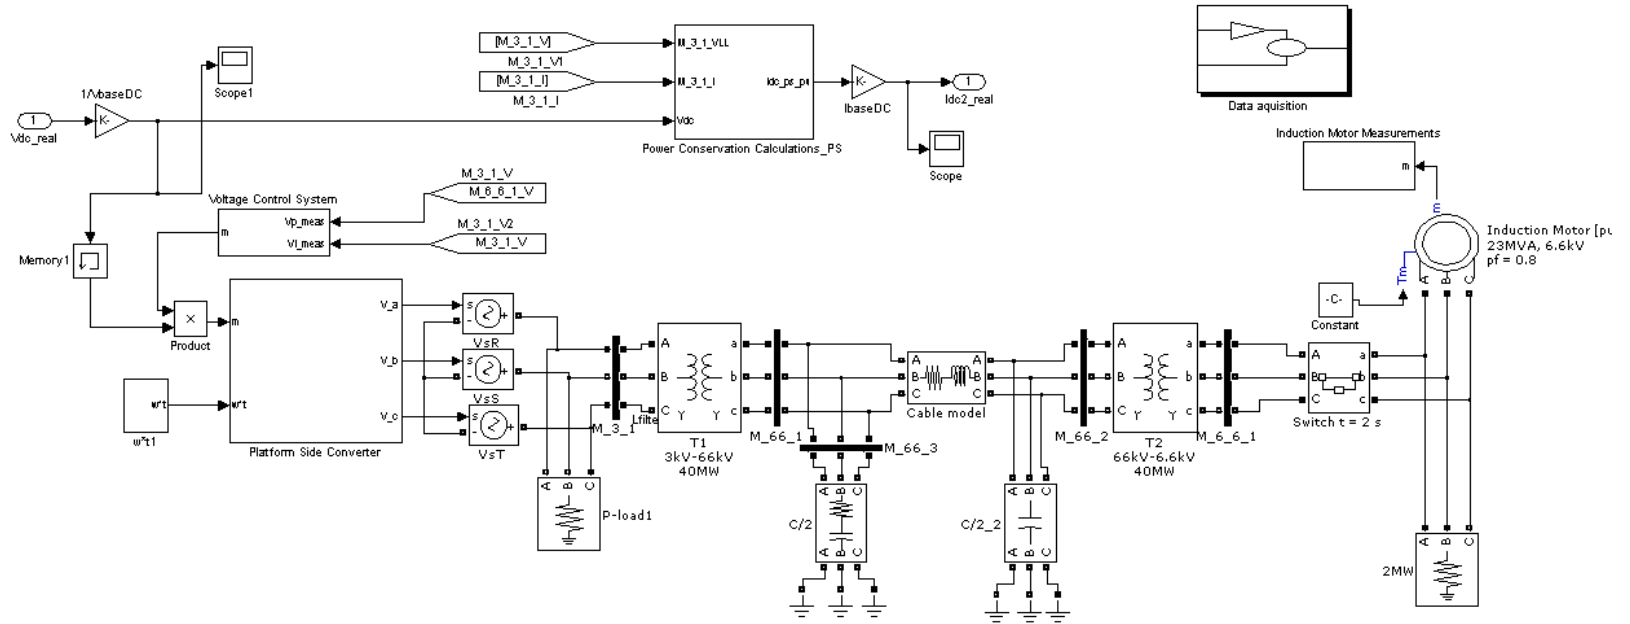 [M_3_1_V]
M_3_1_V1
[M_3_1_I]
M_3_1_I
M_3_1_VLL
M_3_1_I
Vdc
Idc_ps_pu
Power Conservation Calculations_PS
K-
IbaseDC
1
Idc2_real
Scope
Data aquisition
Scope1
1/VbaseDC
1
Vdc_real
K-
Induction Motor Measurements
m
m
Induction Motor [pu
23MVA, 6.6kV
pf = 0.8
Tm
A
B
C
-C-
Constant
M_3_1_V
M_6_6_1_V
M_3_1_V2
M_3_1_V
Voltage Control System
m
Vp_meas
Vl_meas
Memory1
×
Product
m
w*t
V_a
V_b
V_c
Platform Side Converter
w*t
w*t1
s
-
+
VsR
s
-
+
VsS
s
-
+
VsT
M_3_1
Lfilte
A
B
C
a
b
c
Y
Y
T1
3kV-66kV
40MW
M_66_1
A
B
C
A
B
C
Cable model
M_66_3
M_66_2
A
B
C
a
b
c
Y
Y
T2
66kV-6.6kV
40MW
M_6_6_1
A
B
C
a
b
c
Switch t = 2 s
A
B
C
P-load1
A
B
C
C/2
A
B
C
A
B
C
C/2_2
A
B
C
A
B
C
2MW